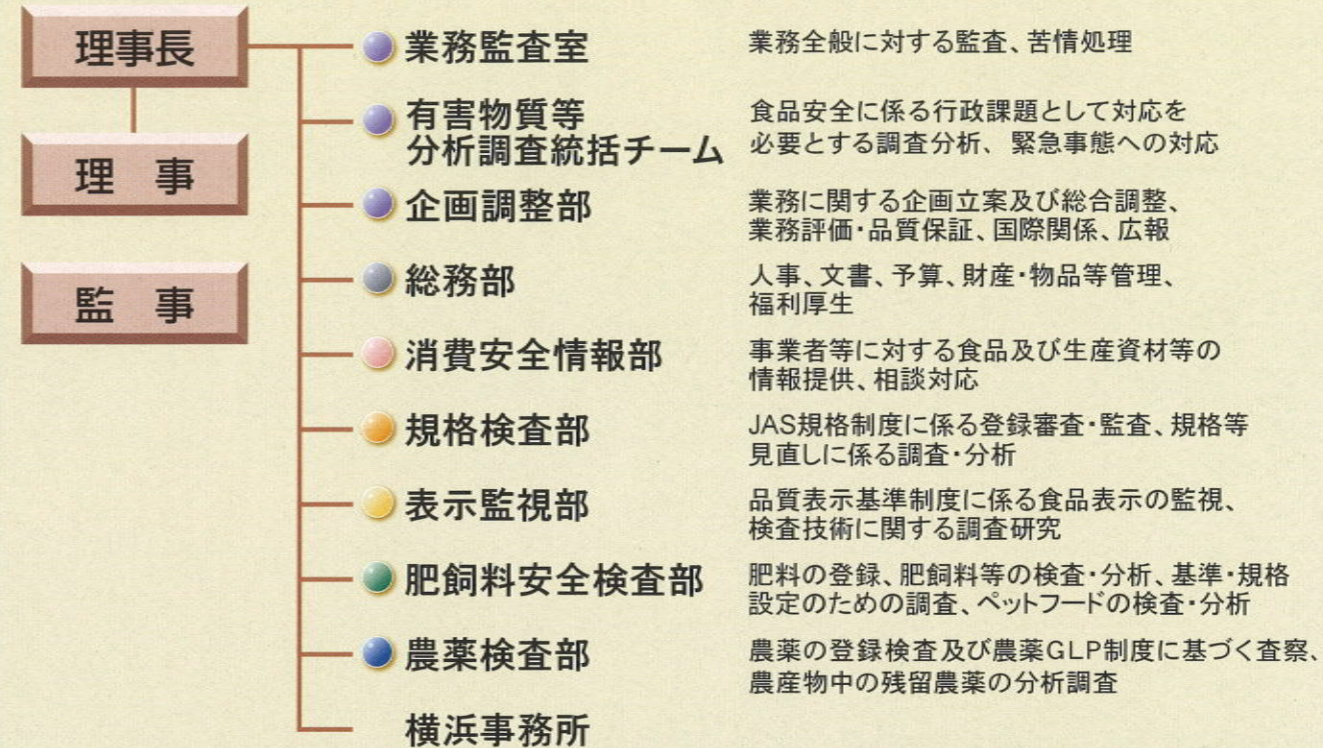 理事長
理 事
監 事
業務監査室
業務全般に対する監査、苦情処理
有害物質等
分析調査統括チーム
食品安全に係る行政課題として対応を
必要とする調査分析、緊急事態への対応
企画調整部
業務に関する企画立案及び総合調整、
業務評価・品質保証、国際関係、広報
総務部
人事、文書、予算、財産・物品等管理、
福利厚生
消費安全情報部
事業者等に対する食品及び生産資材等の
情報提供、相談対応
規格検査部
JAS規格制度に係る登録審査・監査、規格等
見直しに係る調査・分析
表示監視部
品質表示基準制度に係る食品表示の監視、
検査技術に関する調査研究
肥飼料安全検査部
肥料の登録、肥飼料等の検査・分析、基準・規格
設定のための調査、ペットフードの検査・分析
農薬検査部
農薬の登録検査及び農薬GLP制度に基づく査察、
農産物中の残留農薬の分析調査
横浜事務所